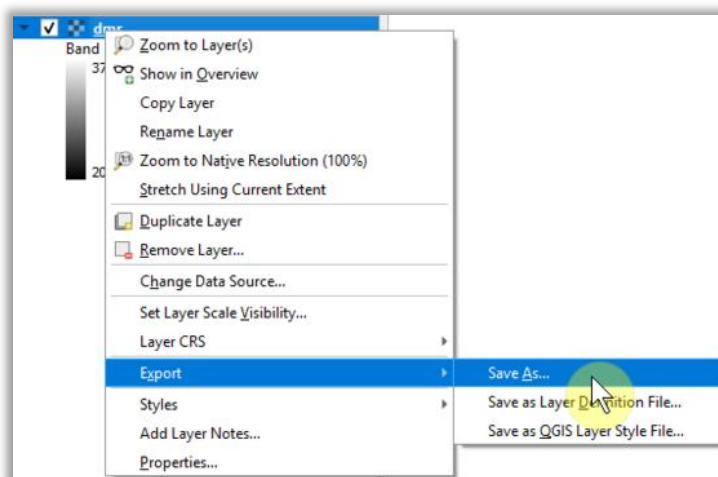 dmr
Band
37
20
Zoom to Layer(s)
Show in Overview
Copy Layer
Rename Layer
Zoom to Native Resolution (100%)
Stretch Using Current Extent
Duplicate Layer
Remove Layer...
Change Data Source...
Set Layer Scale Visibility...
Layer CRS
Export
Styles
Add Layer Notes...
Properties...
Save As...
Save as Layer Definition File...
Save as QGIS Layer Style File...